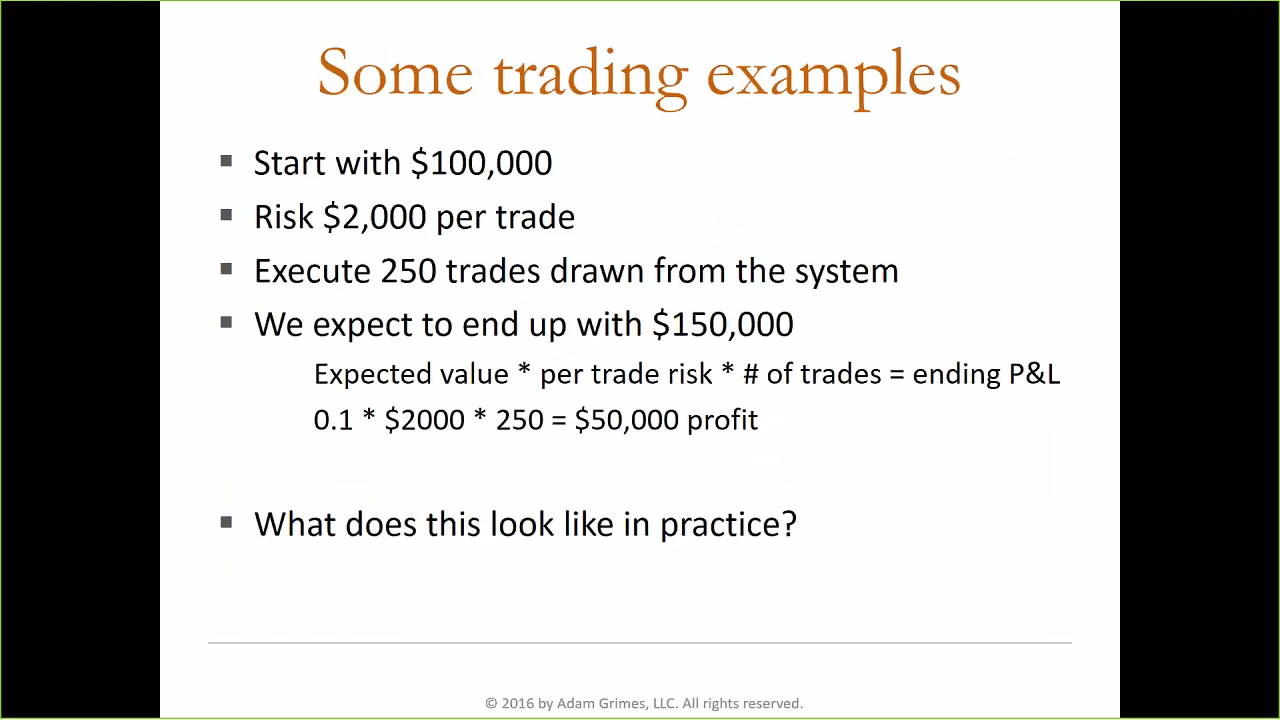 Some trading examples
▪ Start with $100,000
▪ Risk $2,000 per trade
▪ Execute 250 trades drawn from the system
▪ We expect to end up with $150,000
Expected value * per trade risk * # of trades = ending P&L
0.1 * $2000 * 250 = $50,000 profit
▪ What does this look like in practice?
© 2016 by Adam Grimes, LLC. All rights reserved.